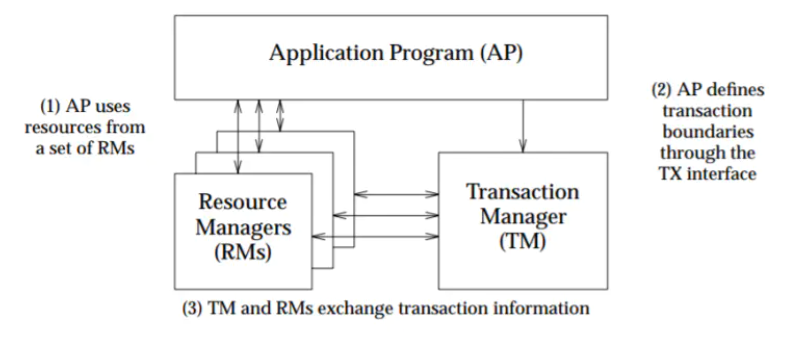 Application Program (AP)
(1) AP uses
resources from
a set of RMs
(2) AP defines
transaction
boundaries
through the
TX interface
Resource
Managers
(RMs)
Transaction
Manager
(TM)
(3) TM and RMs exchange transaction information